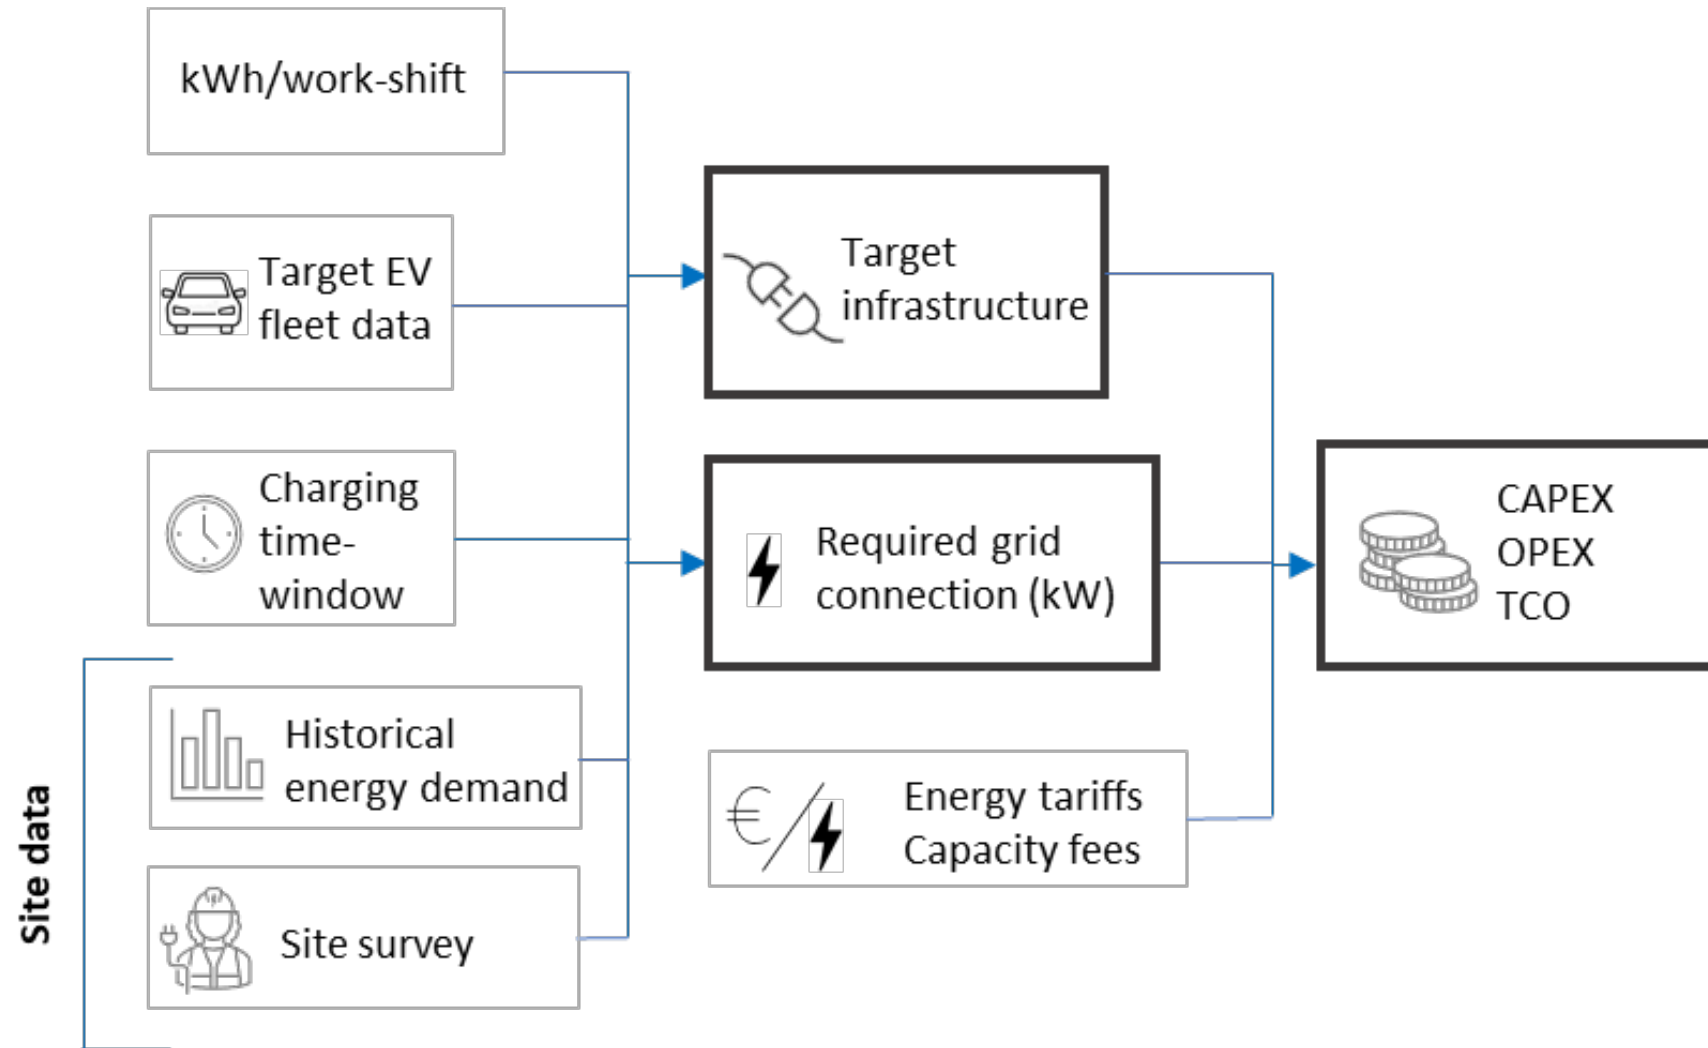 kWh/work-shift
Target EV
fleet data
Charging
time-
window
Site data
Historical
energy demand
Site survey
Target
infrastructure
Required grid
connection (kW)
€/
Energy tariffs
Capacity fees
CAPEX
OPEX
TCO